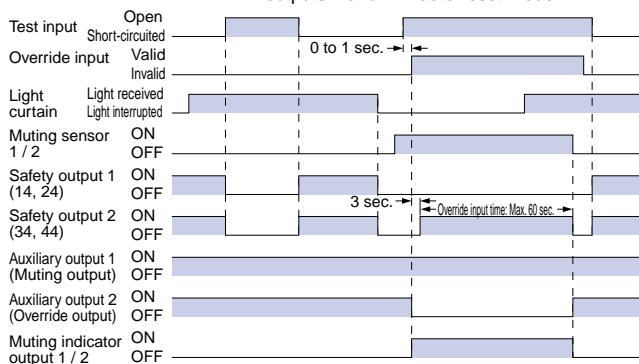 Test input Open
Short-circuited
0 to 1 sec.
Override input Valid
Invalid
Light curtain Light received
Light interrupted
Muting sensor 1 / 2 ON
OFF
Safety output 1 (14, 24) ON
OFF
3 sec.
Override input time: Max. 60 sec.
Safety output 2 (34, 44) ON
OFF
Auxiliary output 1 (Muting output) ON
OFF
Auxiliary output 2 (Override output) ON
OFF
Muting indicator output 1 / 2 ON
OFF